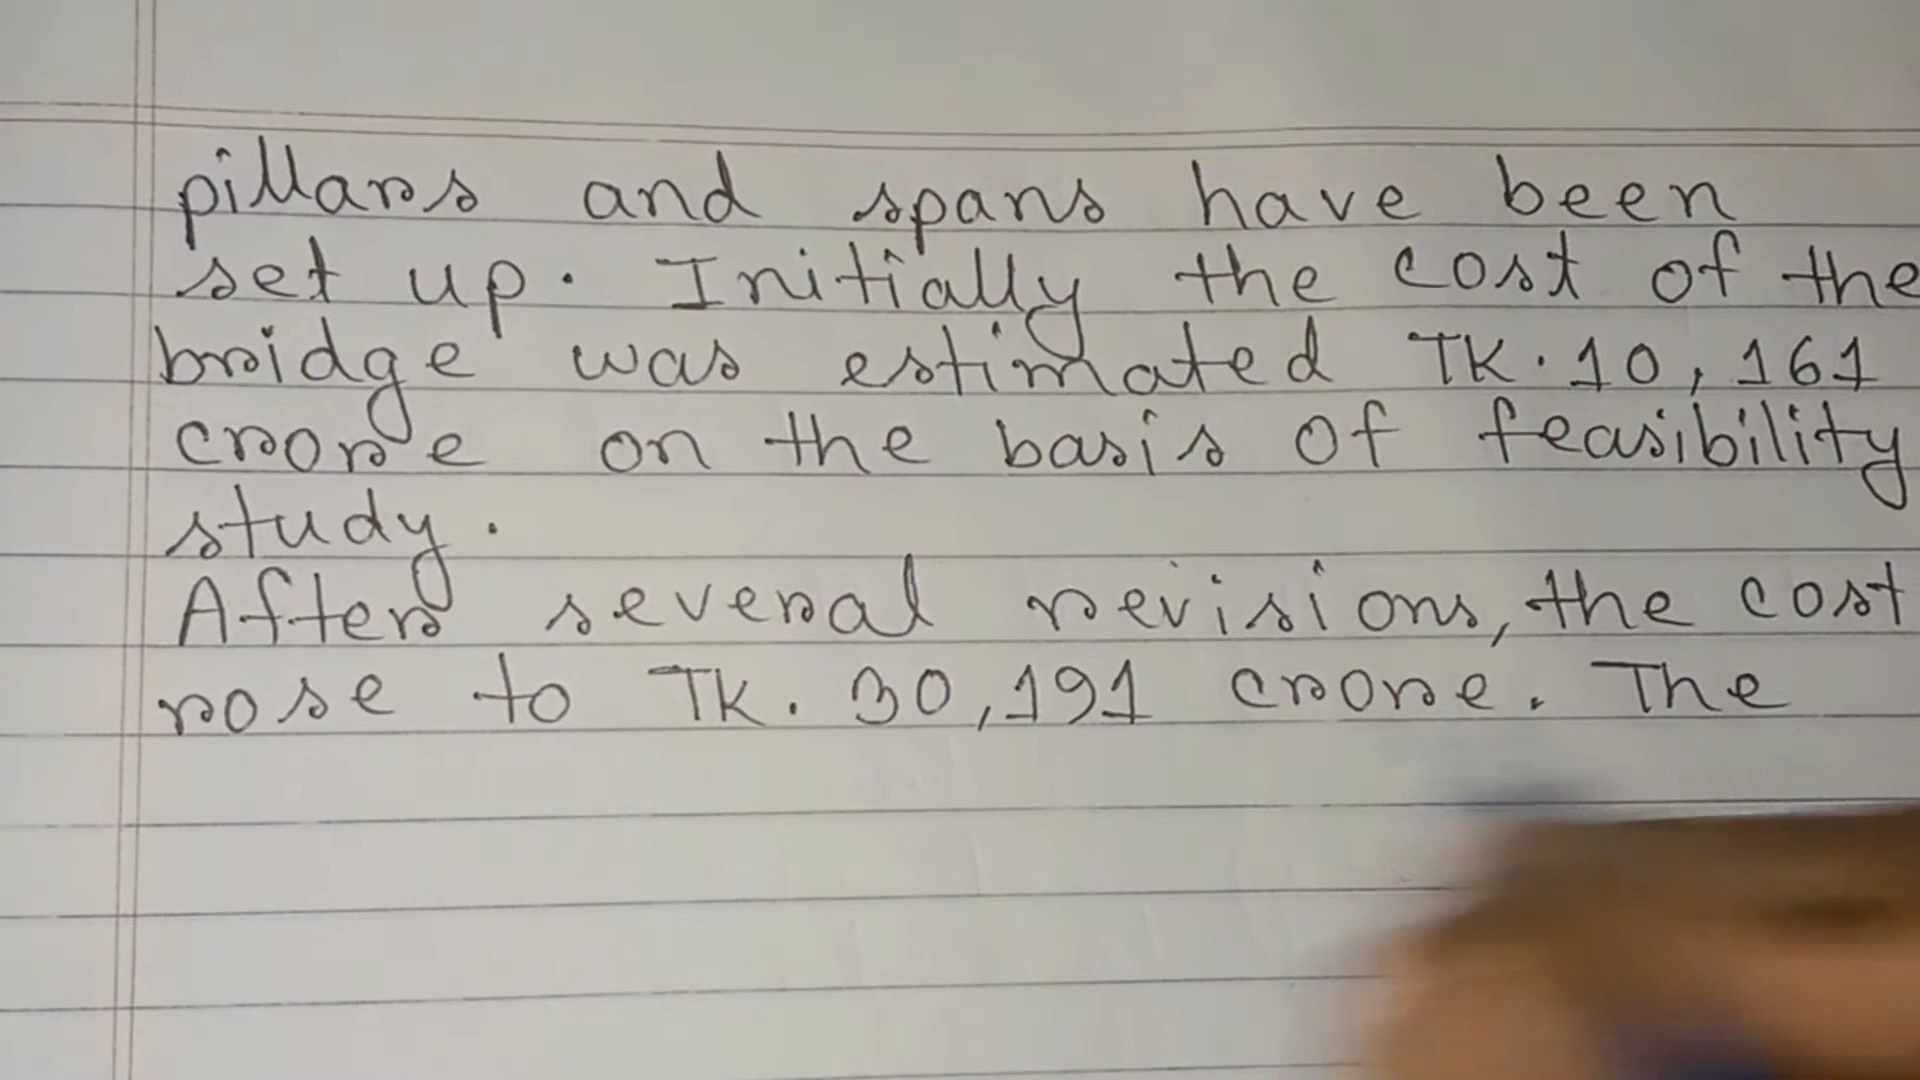 pillars and spans have been
set up. Initially the cost of the
bridge was estimated TK. 10, 161
crore on the basis of feasibility
study.
After several revisions, the cost
rose to TK. 30,191 crore. The